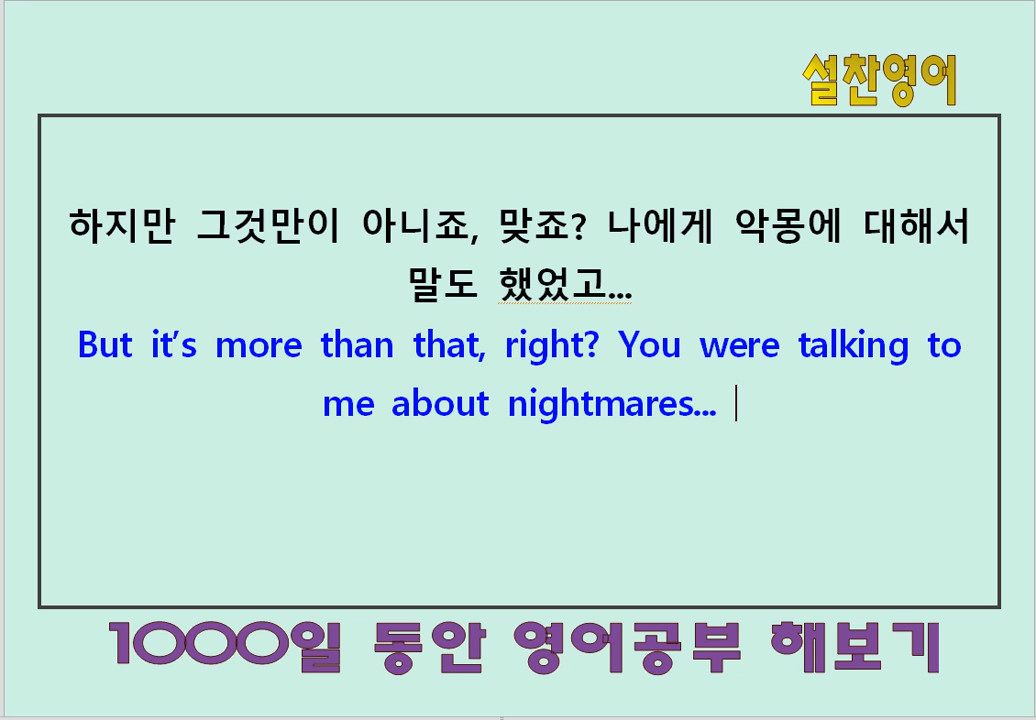 설찬영어
하지만 그것만이 아니죠, 맞죠? 나에게 악몽에 대해서
말도 했었고...
But it’s more than that, right? You were talking to
me about nightmares...
1000일 동안 영어공부 해보기